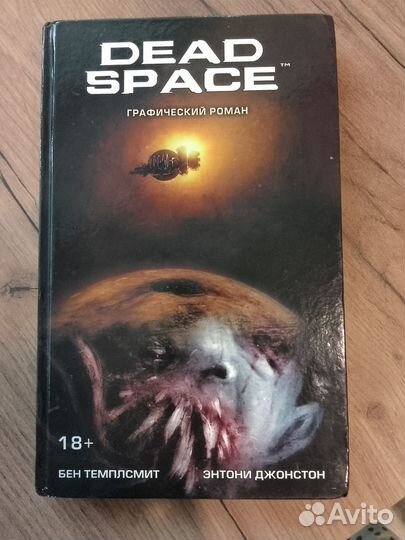 DEAD
SPACE™
ГРАФИЧЕСКИЙ РОМАН
18+
БЕН ТЕМПЛСМИТ ЭНТОНИ ДЖОНСТОН
Avito